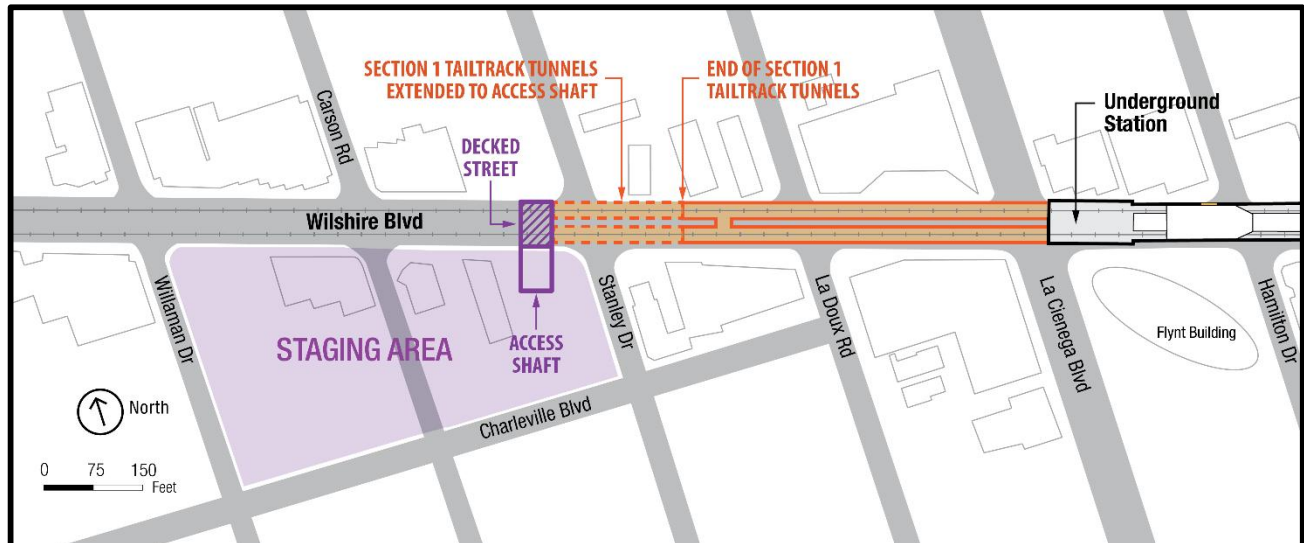 SECTION 1 TAILTRACK TUNNELS
EXTENDED TO ACCESS SHAFT
END OF SECTION 1
TAILTRACK TUNNELS
Underground
Station
Carson Rd
DECKED
STREET
Wilshire Blvd
Willaman Dr
Stanley Dr
La Doux Rd
La Cienega Blvd
Hamilton Dr
Flynt Building
STAGING AREA
ACCESS
SHAFT
Charleville Blvd
North
0 75 150
Feet